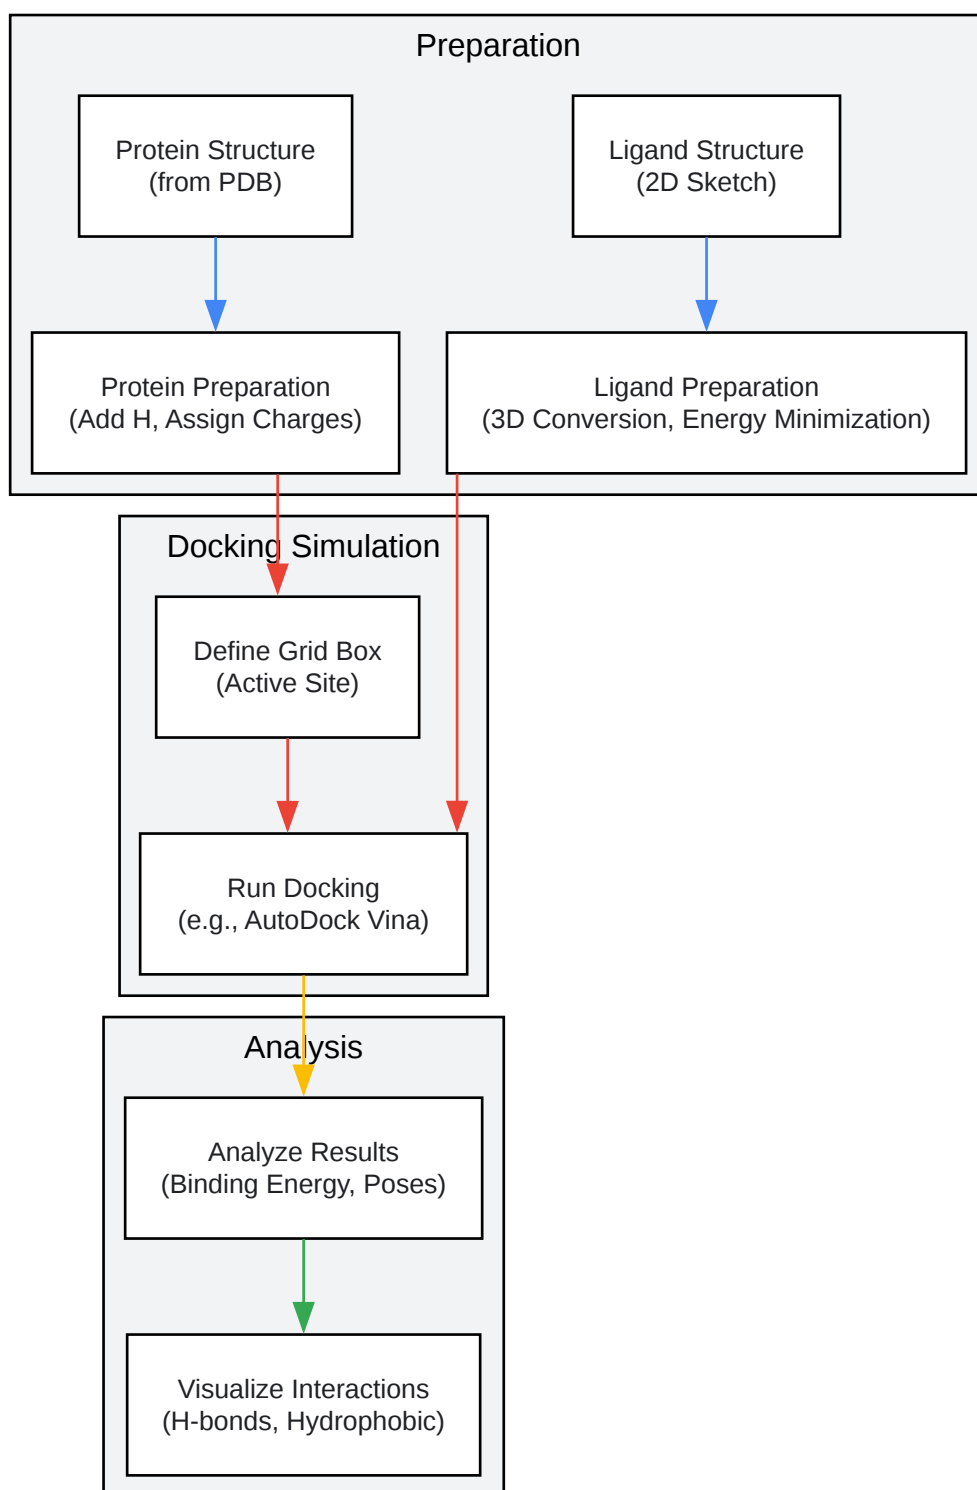 Preparation
Protein Structure
(from PDB)
Ligand Structure
(2D Sketch)
Protein Preparation
(Add H, Assign Charges)
Ligand Preparation
(3D Conversion, Energy Minimization)
Docking Simulation
Define Grid Box
(Active Site)
Run Docking
(e.g., AutoDock Vina)
Analysis
Analyze Results
(Binding Energy, Poses)
Visualize Interactions
(H-bonds, Hydrophobic)